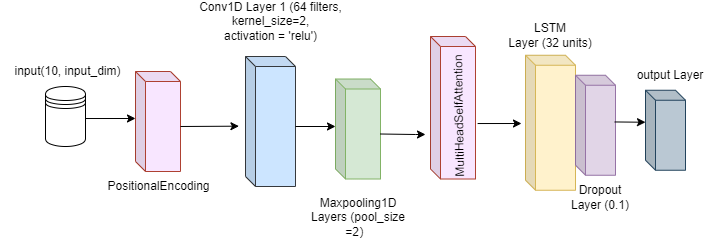 Conv1D Layer 1 (64 filters,
kernel_size=2,
activation = 'relu')
input(10, input_dim)
PositionalEncoding
Maxpooling1D
Layers (pool_size
=2)
MultiHeadSelfAttention
LSTM
Layer (32 units)
Dropout
Layer (0.1)
output Layer